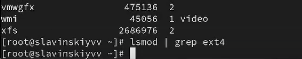 vmwgfx 475136 2
wmi 45056 1 video
xfs 2686976 2
[root@slavinskiyvv ~]# lsmod | grep ext4
[root@slavinskiyvv ~]#